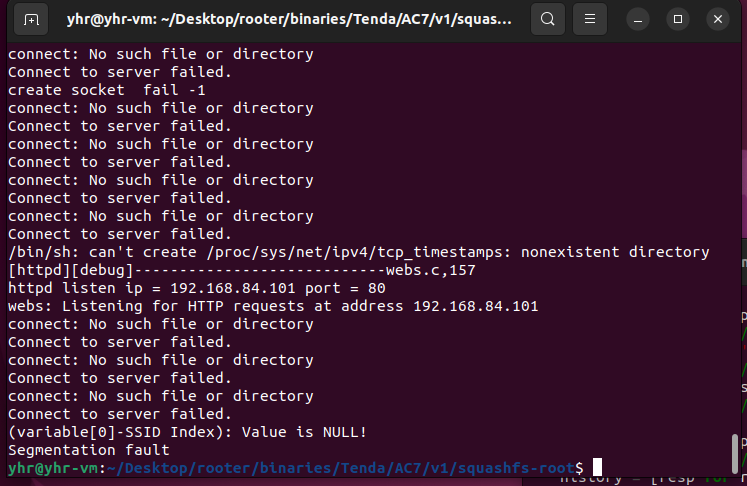 yhr@yhr-vm: ~/Desktop/rooter/binaries/Tenda/AC7/v1/squas...
connect: No such file or directory
Connect to server failed.
create socket  fail -1
connect: No such file or directory
Connect to server failed.
connect: No such file or directory
Connect to server failed.
connect: No such file or directory
Connect to server failed.
connect: No such file or directory
Connect to server failed.
/bin/sh: can't create /proc/sys/net/ipv4/tcp_timestamps: nonexistent directory
[httpd][debug]----------------------------webs.c,157
httpd listen ip = 192.168.84.101 port = 80
webs: Listening for HTTP requests at address 192.168.84.101
connect: No such file or directory
Connect to server failed.
connect: No such file or directory
Connect to server failed.
connect: No such file or directory
Connect to server failed.
(variable[0]-SSID Index): Value is NULL!
Segmentation fault
yhr@yhr-vm:~/Desktop/rooter/binaries/Tenda/AC7/v1/squashfs-root$